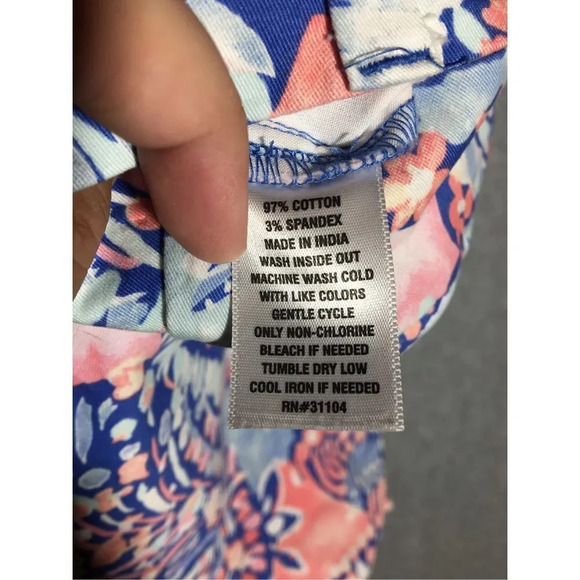 97% COTTON
3% SPANDEX
MADE IN INDIA
WASH INSIDE OUT
MACHINE WASH COLD
WITH LIKE COLORS
GENTLE CYCLE
ONLY NON-CHLORINE
BLEACH IF NEEDED
TUMBLE DRY LOW
COOL IRON IF NEEDED
RN#31104